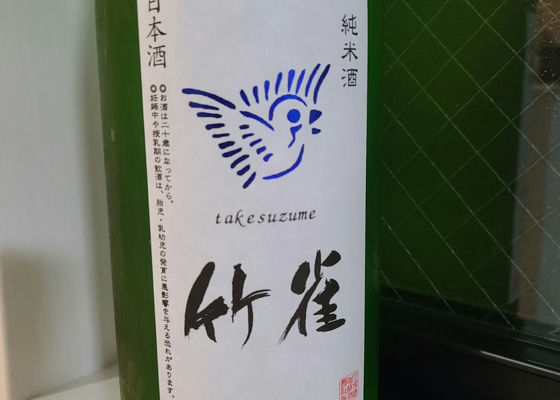 純米酒
日本酒
◎お酒は二十歳になってから。
◎妊娠中や授乳期の飲酒は、胎児・乳幼児の発育に悪影響を与える恐れがあります。
takesuzume
竹雀